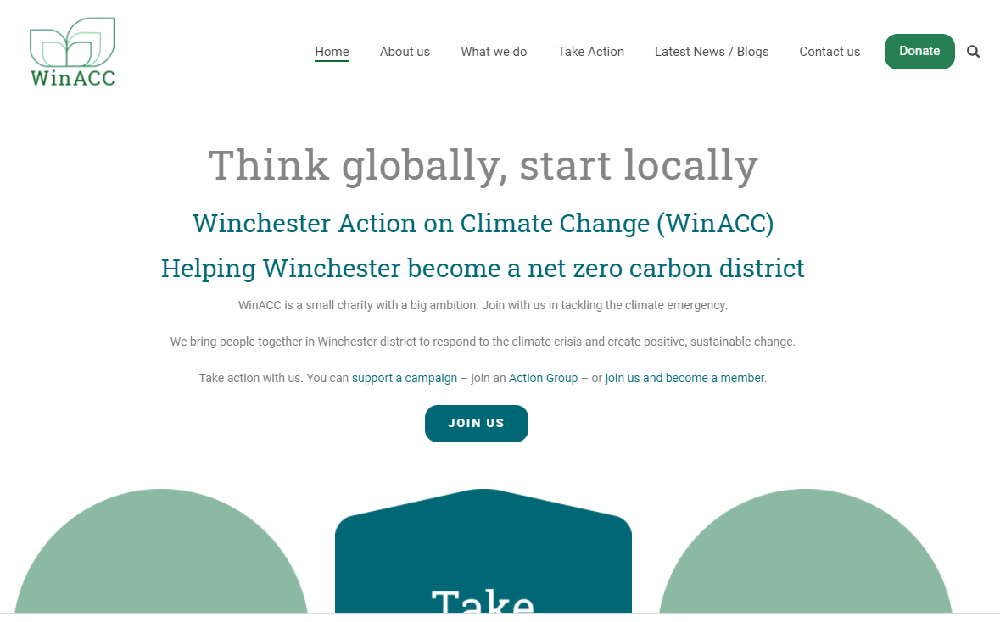 WinACC
Home About us What we do Take Action Latest News / Blogs Contact us Donate
Think globally, start locally
Winchester Action on Climate Change (WinACC)
Helping Winchester become a net zero carbon district
WinACC is a small charity with a big ambition. Join with us in tackling the climate emergency.
We bring people together in Winchester district to respond to the climate crisis and create positive, sustainable change.
Take action with us. You can support a campaign – join an Action Group – or join us and become a member.
JOIN US
Take